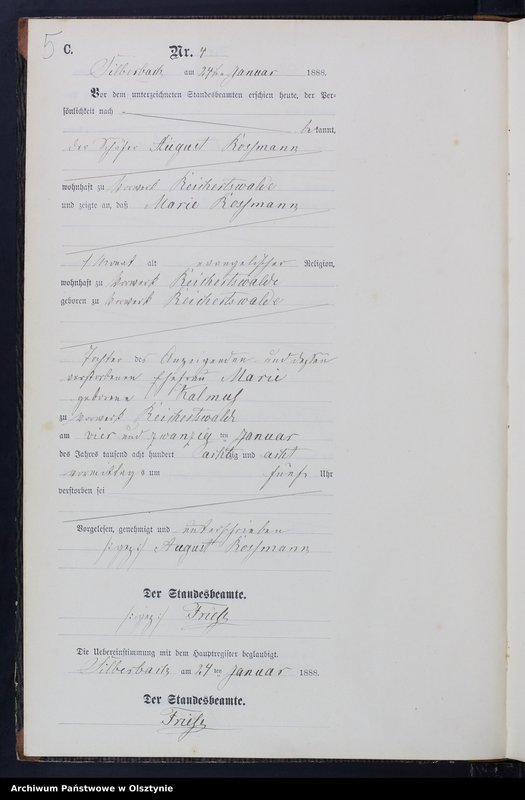 5
C.
Nr. 4
Silberbach am 24ten Januar 1888.
Vor dem unterzeichneten Standesbeamten erschien heute, der Per-
sönlichkeit nach
bekannt,
der Schäfer August Rossmann
wohnhaft zu Vorwerk Reichertswalde
und zeigte an, daß Marie Rossmann
1 Monat alt evangelischer Religion,
wohnhaft zu Vorwerk Reichertswalde
geboren zu Vorwerk Reichertswalde
Tochter des Anzeigenden und dessen
verstorbenen Ehefrau Marie
geborene Kalmus
zu Vorwerk Reichertswalde
am vier und zwanzig ten Januar
des Jahres tausend acht hundert achtzig und acht
vormittags um fünf Uhr
verstorben sei
Vorgelesen, genehmigt und unterschrieben
gez. August Rossmann
Der Standesbeamte.
gez.
Die Uebereinstimmung mit dem Hauptregister beglaubigt.
Silberbach am 24 ten Januar 1888.
Der Standesbeamte.
Archiwum Państwowe w Olsztynie